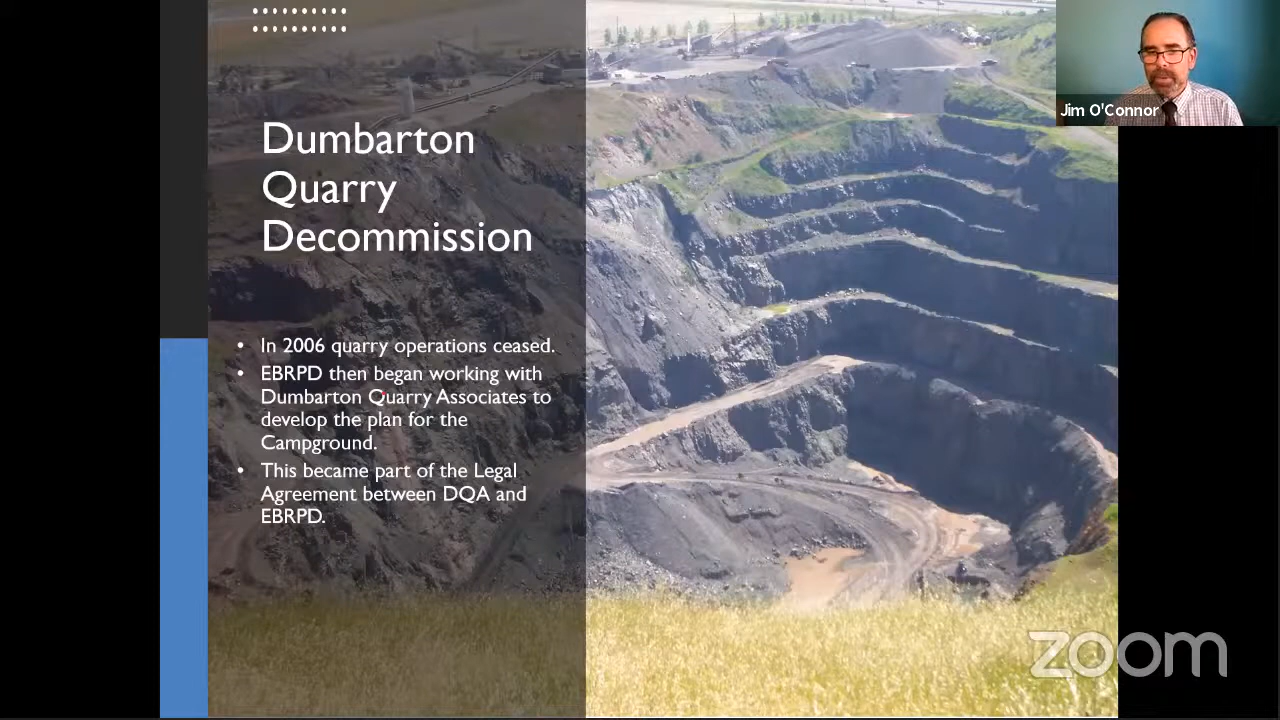 Dumbarton
Quarry
Decommission
• In 2006 quarry operations ceased.
• EBRPD then began working with
Dumbarton Quarry Associates to
develop the plan for the
Campground.
• This became part of the Legal
Agreement between DQA and
EBRPD.
Jim O'Connor
zoom